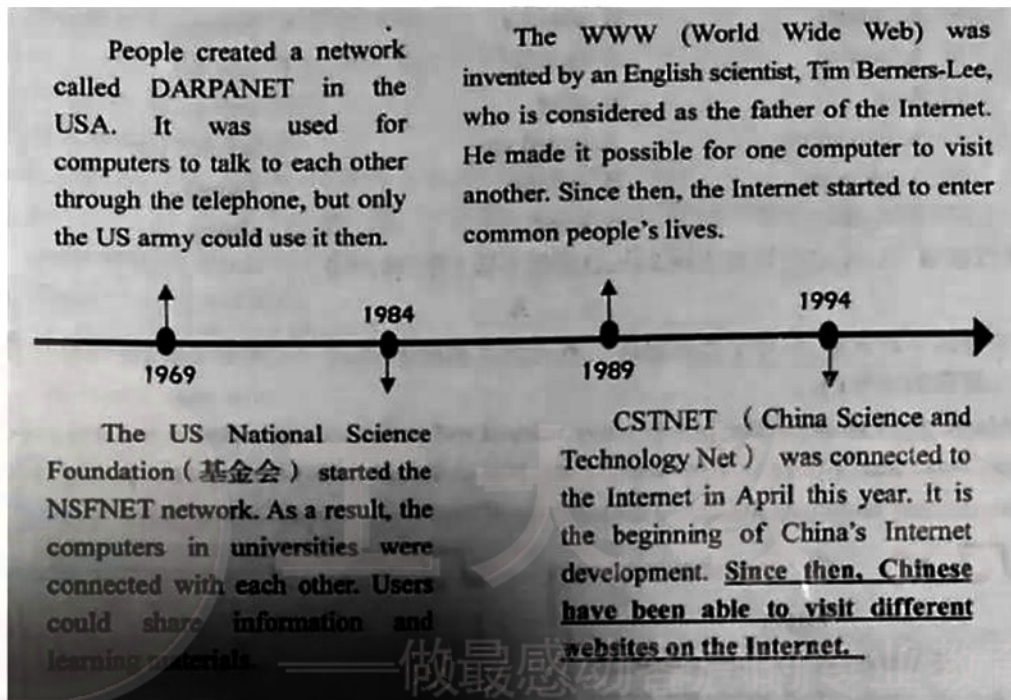 People created a network
called DARPANET in the
USA. It was used for
computers to talk to each other
through the telephone, but only
the US army could use it then.
The WWW (World Wide Web) was
invented by an English scientist, Tim Berners-Lee,
who is considered as the father of the Internet.
He made it possible for one computer to visit
another. Since then, the Internet started to enter
common people's lives.
1969
1984
1989
1994
The US National Science
Foundation（基金会）started the
NSFNET network. As a result, the
computers in universities were
connected with each other. Users
could share information and
learning materials.
CSTNET （China Science and
Technology Net） was connected to
the Internet in April this year. It is
the beginning of China's Internet
development. Since then, Chinese
have been able to visit different
websites on the Internet.
做最感动